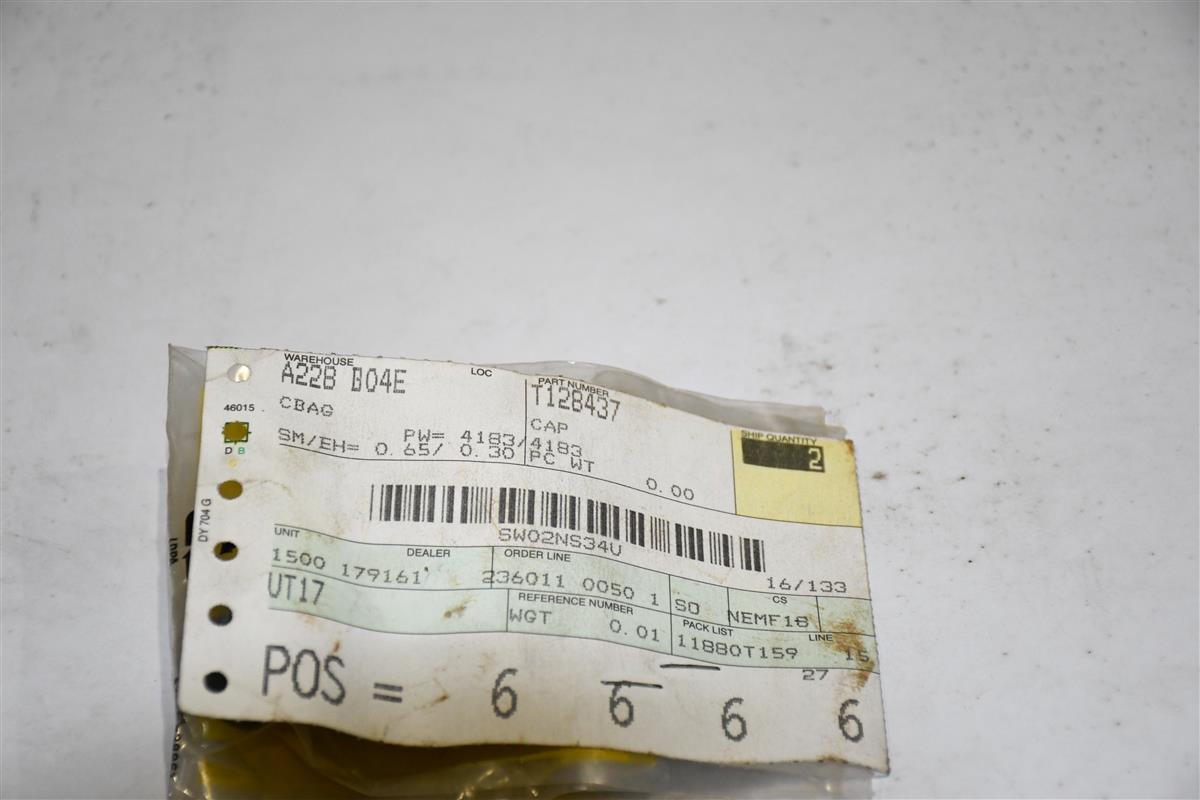 WAREHOUSE LOC PART NUMBER
A22B B04E T128437
46015 CBAG CAP SHIP QUANTITY
2
PW= 4183/4183
SM/EH= 0.65/ 0.30 PC WT
D B
0.00
DY 704 G
SW02NS34V
UNIT DEALER ORDER LINE 16/133
1500 179161 236011 0050 1 SO CS
NEMF18
UT17 REFERENCE NUMBER
WGT 0.01 PACK LIST LINE
11880T159 15
27
POS = 6 6 6 6